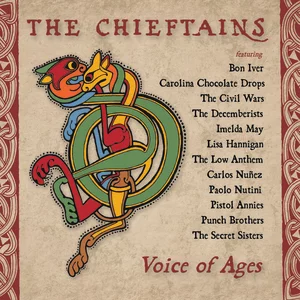 THE CHIEFTAINS
featuring
Bon Iver
Carolina Chocolate Drops
The Civil Wars
The Decemberists
Imelda May
Lisa Hannigan
The Low Anthem
Carlos Nuñez
Paolo Nutini
Pistol Annies
Punch Brothers
The Secret Sisters
Voice of Ages